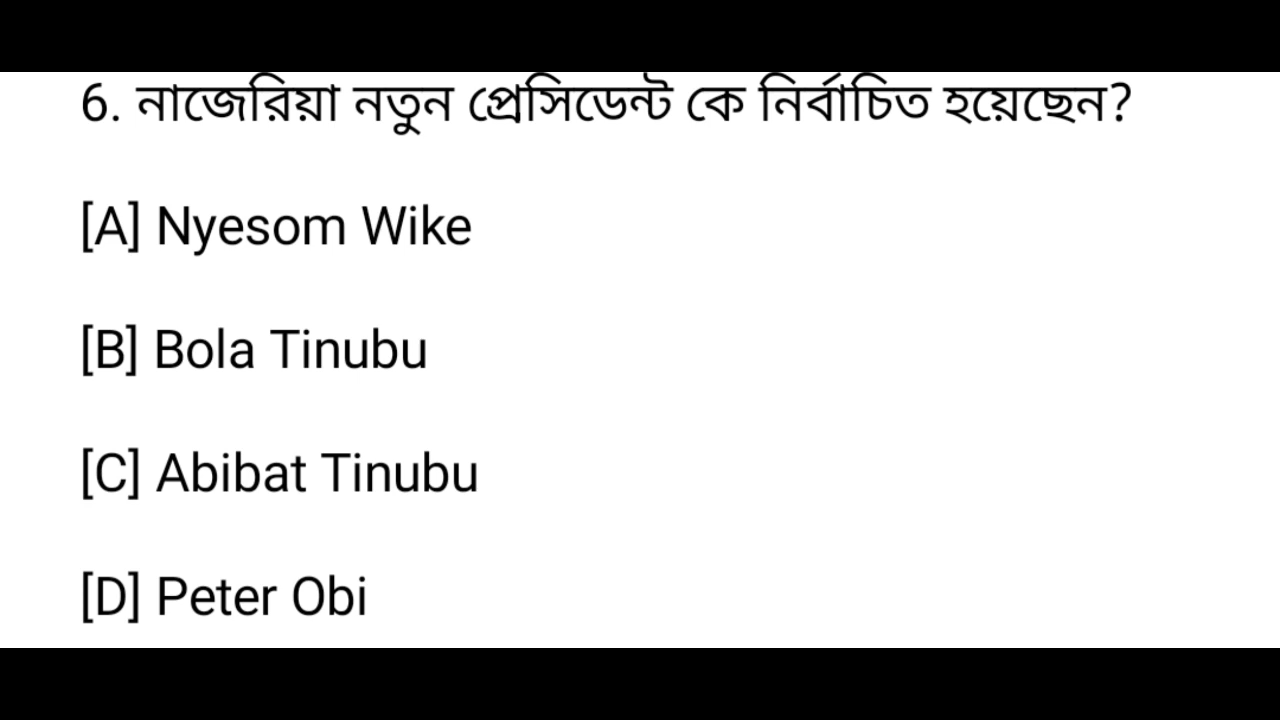 6. নাজেরিয়া নতুন প্রেসিডেন্ট কে নির্বাচিত হয়েছেন?
[A] Nyesom Wike
[B] Bola Tinubu
[C] Abibat Tinubu
[D] Peter Obi